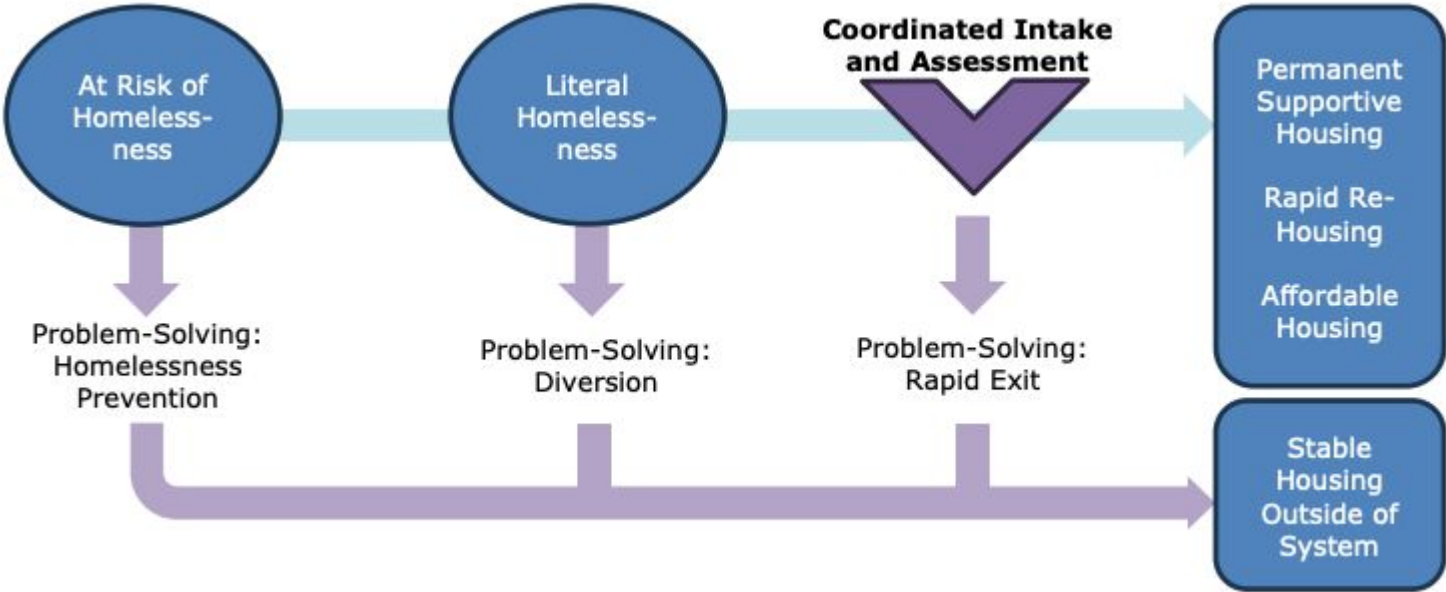 At Risk of
Homeless-
ness
Literal
Homeless-
ness
Coordinated Intake
and Assessment
Permanent
Supportive
Housing
Rapid Re-
Housing
Affordable
Housing
Problem-Solving:
Homelessness
Prevention
Problem-Solving:
Diversion
Problem-Solving:
Rapid Exit
Stable
Housing
Outside of
System